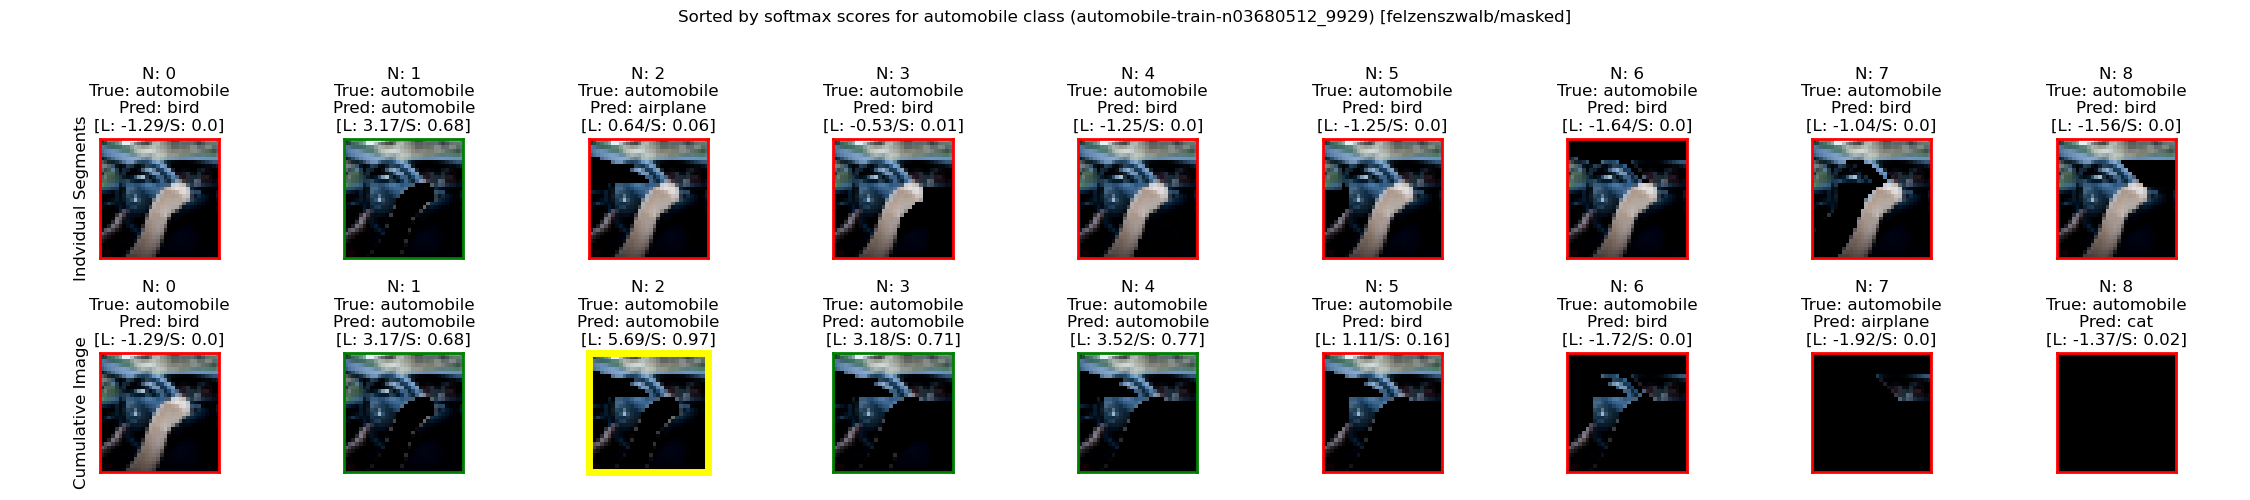 Sorted by softmax scores for automobile class (automobile-train-n03680512_9929) [felzenszwalb/masked]
Indvidual Segments
N: 0
True: automobile
Pred: bird
[L: -1.29/S: 0.0]
N: 1
True: automobile
Pred: automobile
[L: 3.17/S: 0.68]
N: 2
True: automobile
Pred: airplane
[L: 0.64/S: 0.06]
N: 3
True: automobile
Pred: bird
[L: -0.53/S: 0.01]
N: 4
True: automobile
Pred: bird
[L: -1.25/S: 0.0]
N: 5
True: automobile
Pred: bird
[L: -1.25/S: 0.0]
N: 6
True: automobile
Pred: bird
[L: -1.64/S: 0.0]
N: 7
True: automobile
Pred: bird
[L: -1.04/S: 0.0]
N: 8
True: automobile
Pred: bird
[L: -1.56/S: 0.0]
Cumulative Image
N: 0
True: automobile
Pred: bird
[L: -1.29/S: 0.0]
N: 1
True: automobile
Pred: automobile
[L: 3.17/S: 0.68]
N: 2
True: automobile
Pred: automobile
[L: 5.69/S: 0.97]
N: 3
True: automobile
Pred: automobile
[L: 3.18/S: 0.71]
N: 4
True: automobile
Pred: automobile
[L: 3.52/S: 0.77]
N: 5
True: automobile
Pred: bird
[L: 1.11/S: 0.16]
N: 6
True: automobile
Pred: bird
[L: -1.72/S: 0.0]
N: 7
True: automobile
Pred: airplane
[L: -1.92/S: 0.0]
N: 8
True: automobile
Pred: cat
[L: -1.37/S: 0.02]